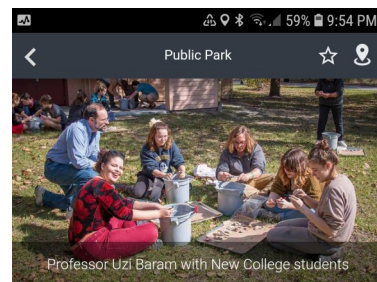 59% 9:54 PM
Public Park
Professor Uzi Baram with New College students